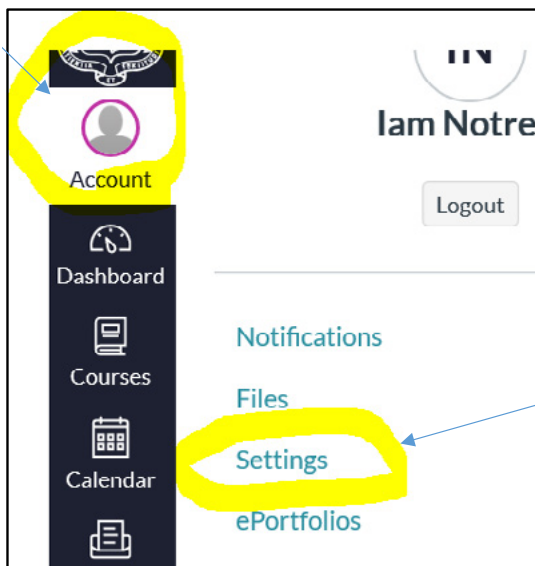 Account
Dashboard
Courses
Calendar
Iam Notre
Logout
Notifications
Files
Settings
ePortfolios